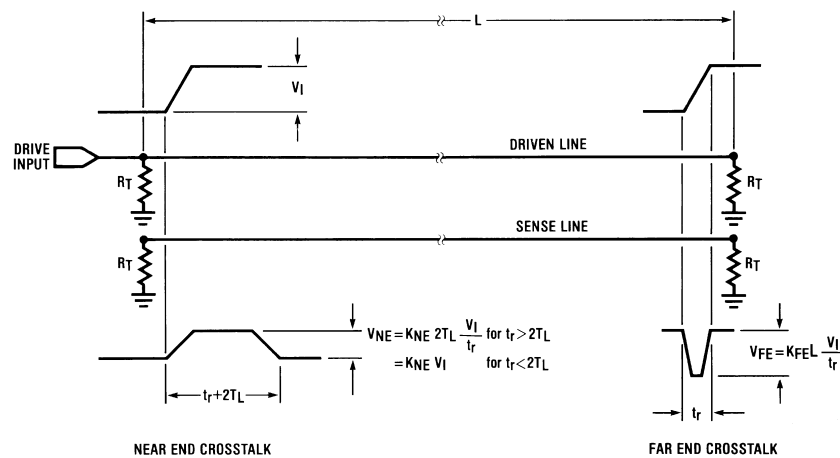 L
V_I
DRIVE
INPUT
DRIVEN LINE
R_T
R_T
SENSE LINE
R_T
R_T
V_NE = K_NE 2T_L V_I/t_r for t_r > 2T_L
= K_NE V_I for t_r < 2T_L
V_FE = K_FE L V_I/t_r
t_r + 2T_L
t_r
NEAR END CROSSTALK
FAR END CROSSTALK